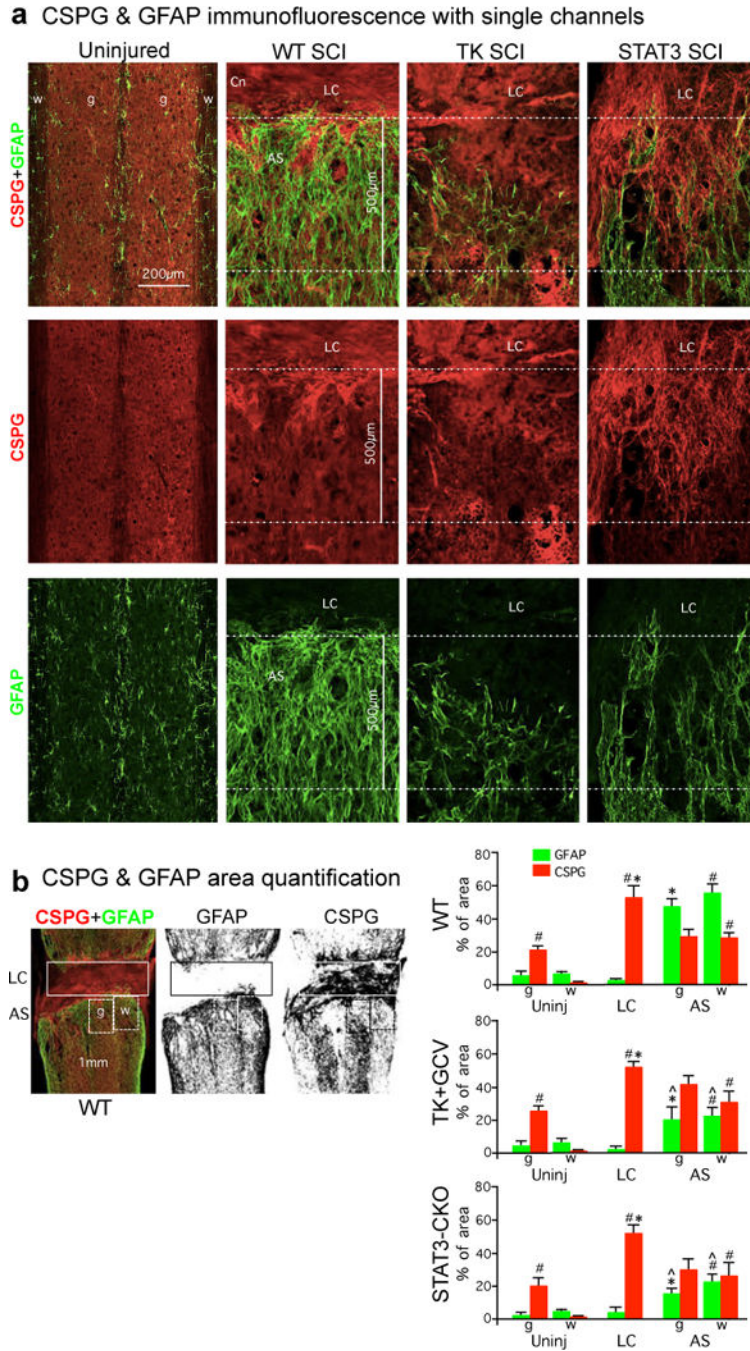 a CSPG & GFAP immunofluorescence with single channels
Uninjured WT SCI TK SCI STAT3 SCI
CSPG+GFAP
w g g w
200µm
Cn
LC
AS
500µm
LC
LC
CSPG
LC
500µm
LC
LC
GFAP
LC
AS
500µm
LC
LC
b CSPG & GFAP area quantification
CSPG+GFAP GFAP CSPG
LC
AS
g w
1mm
WT
WT
% of area
80
60
40
20
0
GFAP
CSPG
# #* * # #
g w g w
Uninj LC AS
TK+GCV
% of area
80
60
40
20
0
# #* ^* ^# #
g w g w
Uninj LC AS
STAT3-CKO
% of area
80
60
40
20
0
# #* ^* ^# #
g w g w
Uninj LC AS